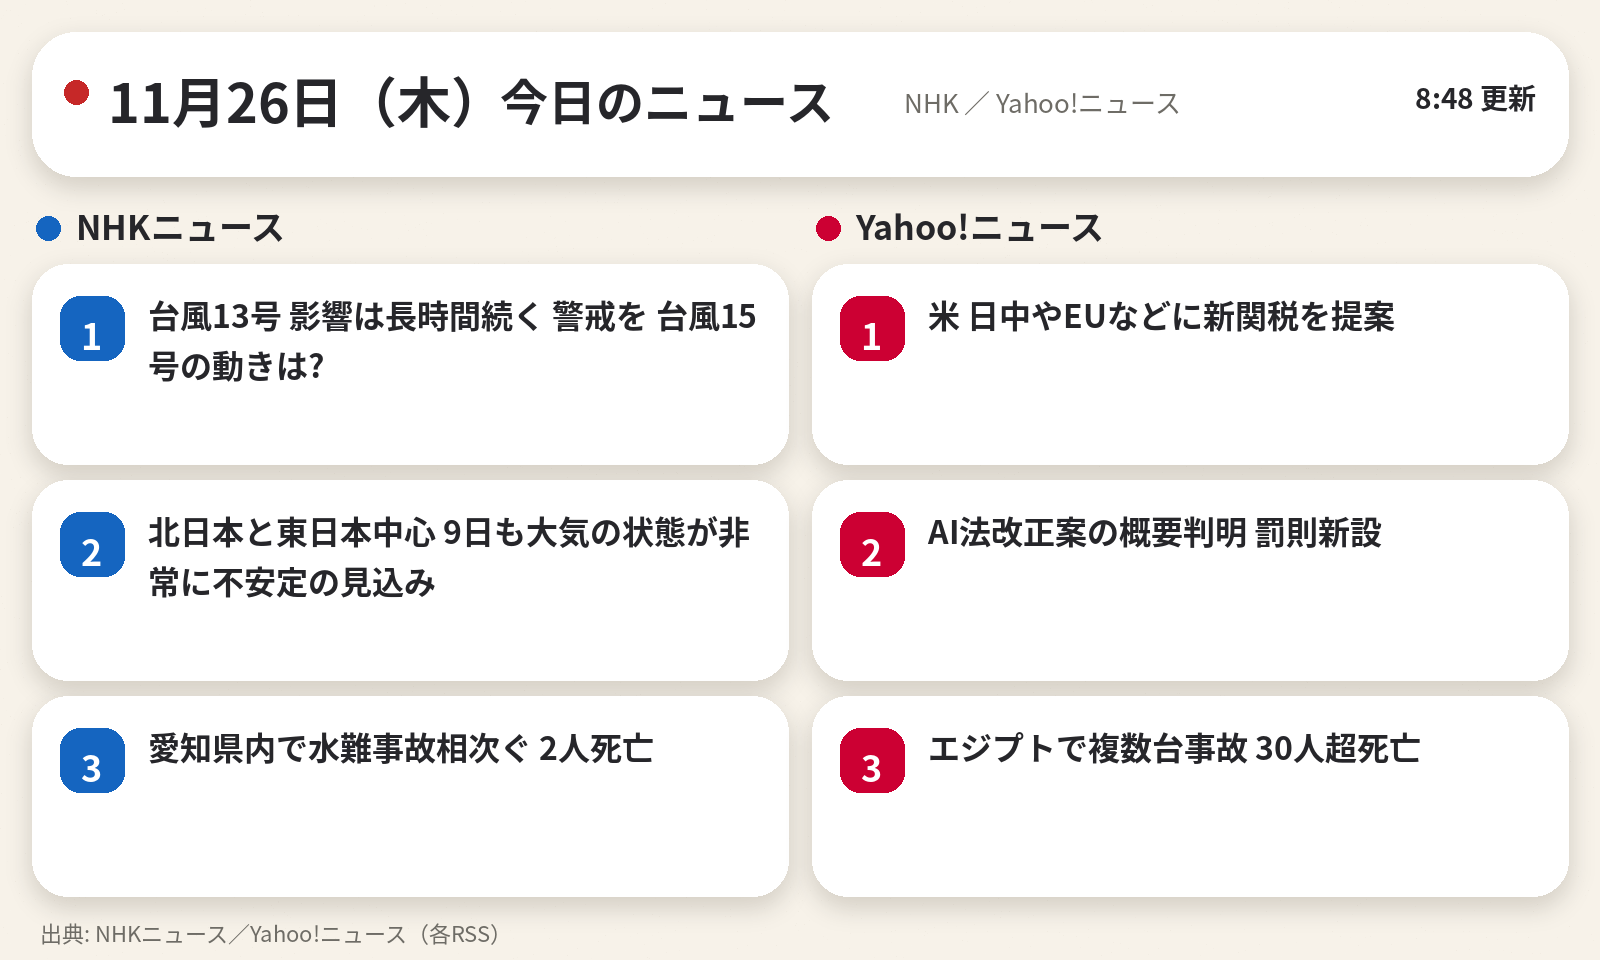 11月26日（木）今日のニュース
NHK ／ Yahoo!ニュース
8:48 更新
NHKニュース
1
台風13号 影響は長時間続く 警戒を 台風15
号の動きは?
2
北日本と東日本中心 9日も大気の状態が非
常に不安定の見込み
3
愛知県内で水難事故相次ぐ 2人死亡
Yahoo!ニュース
1
米 日中やEUなどに新関税を提案
2
AI法改正案の概要判明 罰則新設
3
エジプトで複数台事故 30人超死亡
出典: NHKニュース／Yahoo!ニュース（各RSS）